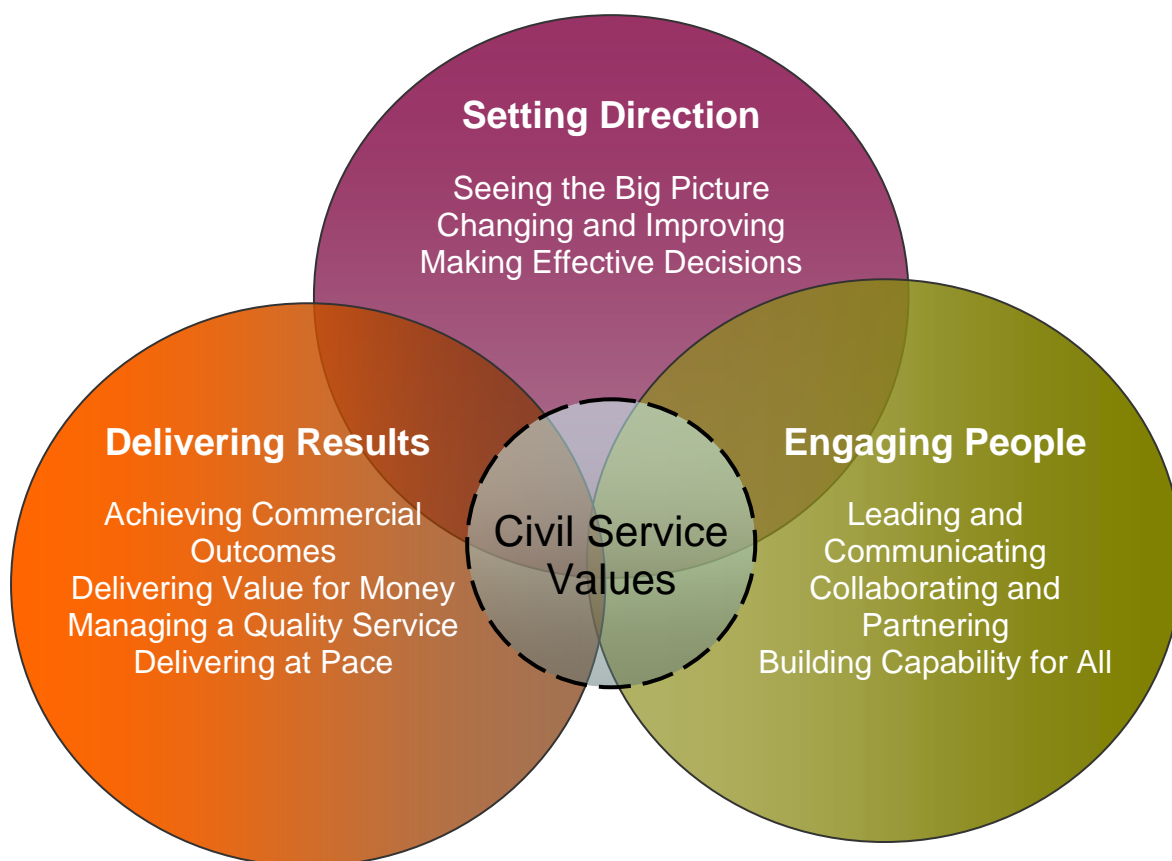 Setting Direction
Seeing the Big Picture
Changing and Improving
Making Effective Decisions
Delivering Results
Achieving Commercial
Outcomes
Delivering Value for Money
Managing a Quality Service
Delivering at Pace
Civil Service
Values
Engaging People
Leading and
Communicating
Collaborating and
Partnering
Building Capability for All